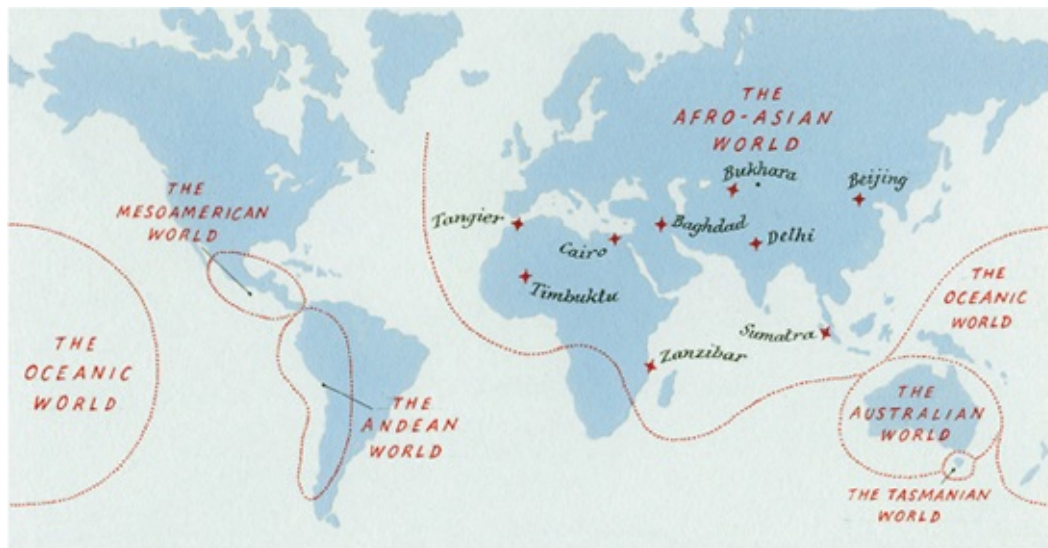 THE
AFRO-ASIAN
WORLD
Bukhara
Beijing
THE
MESOAMERICAN
WORLD
Tangier
Baghdad
Delhi
Cairo
THE
OCEANIC
WORLD
Timbuktu
Sumatra
Zanzibar
THE
OCEANIC
WORLD
THE
ANDEAN
WORLD
THE
AUSTRALIAN
WORLD
THE TASMANIAN
WORLD